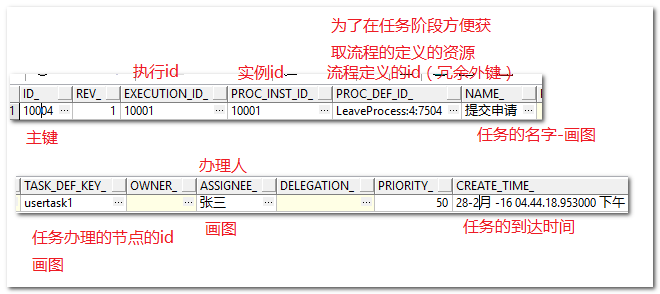 为了在任务阶段方便获
取流程的定义的资源
执行id 实例id 流程定义的id（冗余外键）
ID_ REV_ EXECUTION_ID_ PROC_INST_ID_ PROC_DEF_ID_ NAME_
1 10004 ... 1 10001 ... 10001 ... LeaveProcess:4:7504 ... 提交申请 ...
主键 任务的名字-画图
办理人
TASK_DEF_KEY_ OWNER_ ASSIGNEE_ DELEGATION_ PRIORITY_ CREATE_TIME_
usertask1 ... ... 张三 ... ... 50 28-2月 -16 04.44.18.953000 下午
画图 任务的到达时间
任务办理的节点的id
画图